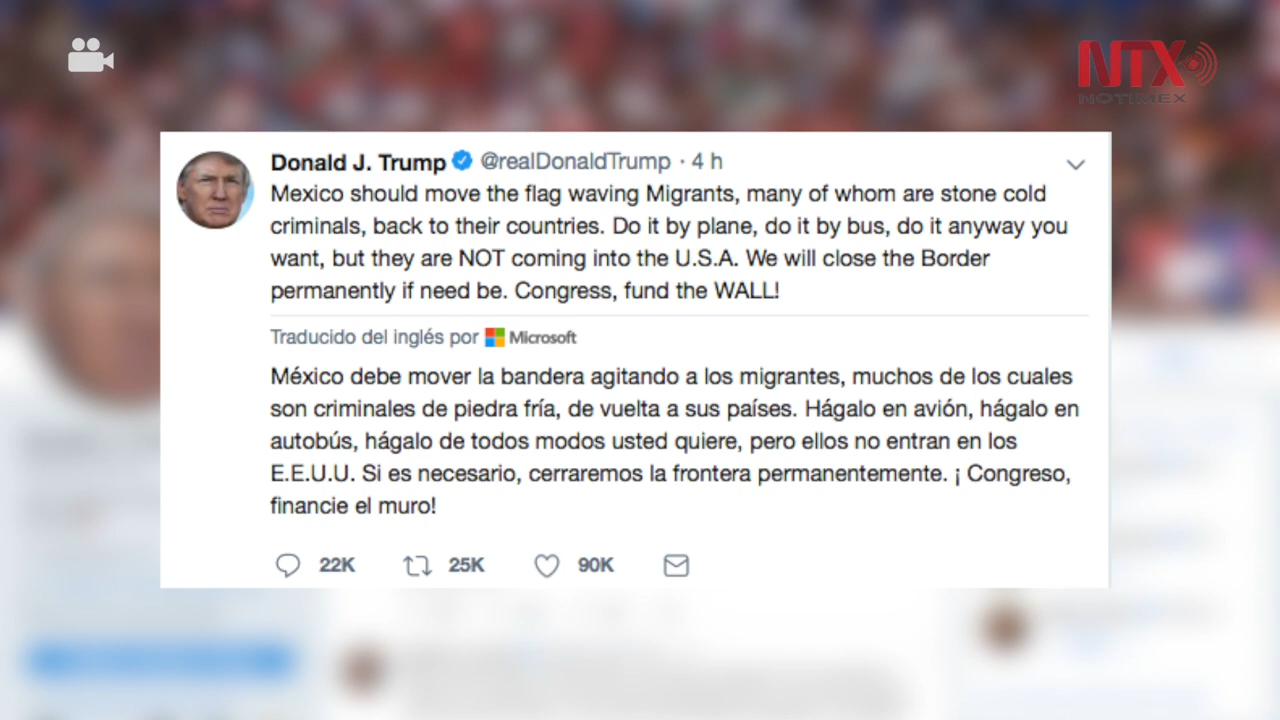 NTX
NOTIMEX
Donald J. Trump @realDonaldTrump · 4 h
Mexico should move the flag waving Migrants, many of whom are stone cold
criminals, back to their countries. Do it by plane, do it by bus, do it anyway you
want, but they are NOT coming into the U.S.A. We will close the Border
permanently if need be. Congress, fund the WALL!
Traducido del inglés por Microsoft
México debe mover la bandera agitando a los migrantes, muchos de los cuales
son criminales de piedra fría, de vuelta a sus países. Hágalo en avión, hágalo en
autobús, hágalo de todos modos usted quiere, pero ellos no entran en los
E.E.U.U. Si es necesario, cerraremos la frontera permanentemente. ¡ Congreso,
financie el muro!
22K 25K 90K